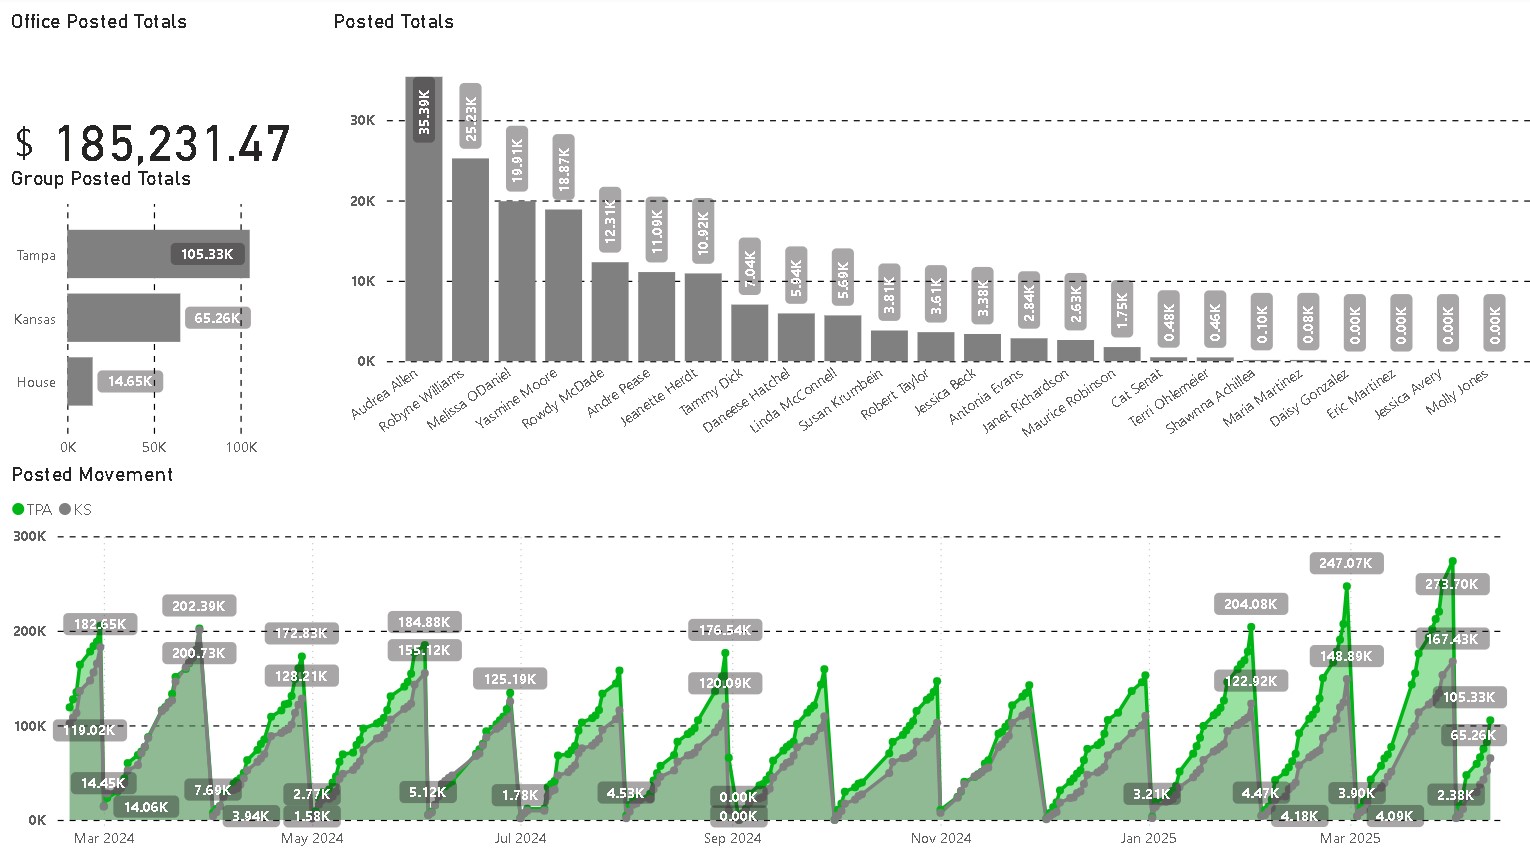 Office Posted Totals
$ 185,231.47
Group Posted Totals
Tampa
105.33K
Kansas
65.26K
House
14.65K
0K
50K
100K
Posted Totals
30K
20K
10K
0K
35.39K
25.23K
19.91K
18.87K
12.31K
11.09K
10.92K
7.04K
5.94K
5.69K
3.81K
3.61K
3.38K
2.84K
2.63K
1.75K
0.48K
0.46K
0.10K
0.08K
0.00K
0.00K
0.00K
0.00K
Audrea Allen
Robyne Williams
Melissa ODaniel
Yasmine Moore
Rowdy McDade
Andre Pease
Jeanette Herdt
Tammy Dick
Daneese Hatchel
Linda McConnell
Susan Krumbein
Robert Taylor
Jessica Beck
Antonia Evans
Janet Richardson
Maurice Robinson
Cat Senat
Terri Ohlemeier
Shawnna Achillea
Maria Martinez
Daisy Gonzalez
Eric Martinez
Jessica Avery
Molly Jones
Posted Movement
TPA
KS
300K
200K
100K
0K
182.65K
119.02K
14.45K
14.06K
202.39K
200.73K
7.69K
3.94K
172.83K
128.21K
2.77K
1.58K
184.88K
155.12K
5.12K
125.19K
1.78K
4.53K
176.54K
120.09K
0.00K
0.00K
3.21K
204.08K
122.92K
4.47K
4.18K
247.07K
148.89K
3.90K
4.09K
273.70K
167.43K
105.33K
65.26K
2.38K
Mar 2024
May 2024
Jul 2024
Sep 2024
Nov 2024
Jan 2025
Mar 2025